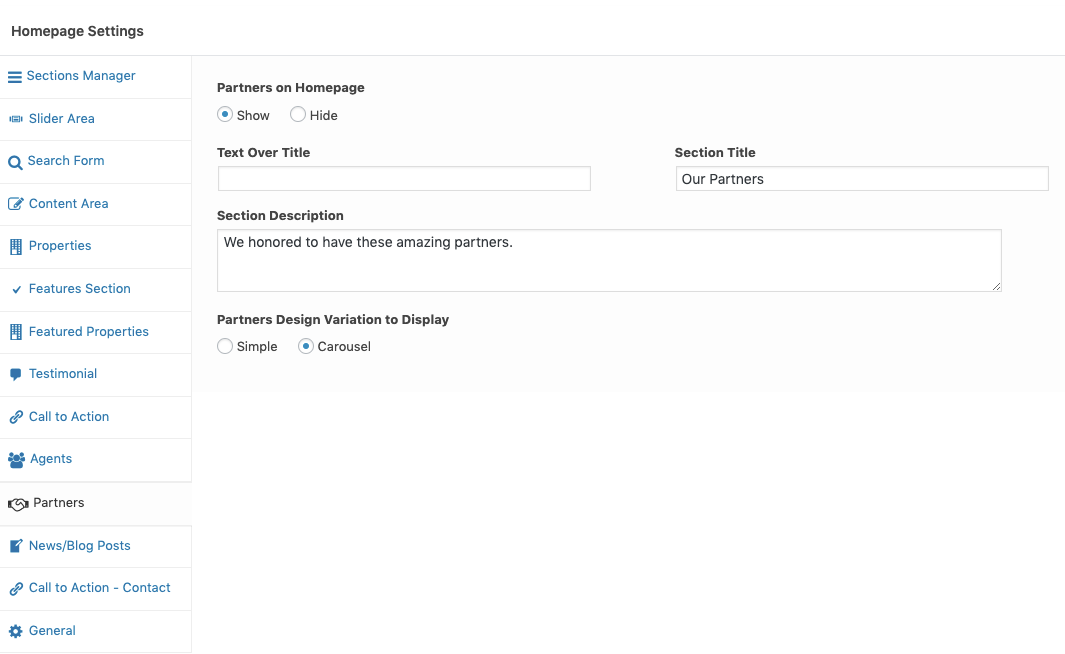 Homepage Settings
Sections Manager
Slider Area
Search Form
Content Area
Properties
Features Section
Featured Properties
Testimonial
Call to Action
Agents
Partners
News/Blog Posts
Call to Action - Contact
General
Partners on Homepage
Show Hide
Text Over Title Section Title
Our Partners
Section Description
We honored to have these amazing partners.
Partners Design Variation to Display
Simple Carousel